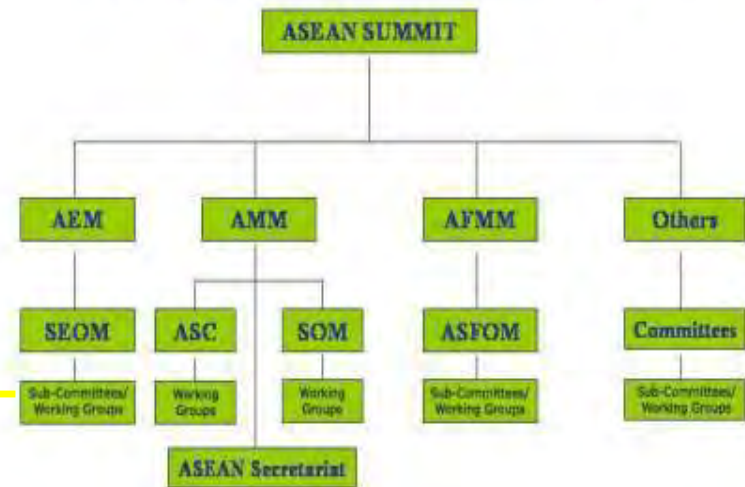 ASEAN SUMMIT
AEM
AMM
AFMM
Others
SEOM
ASC
SOM
ASFOM
Committees
Sub-Committees/
Working Groups
Working
Groups
Working
Groups
Sub-Committees/
Working Groups
Sub-Committees/
Working Groups
ASEAN Secretariat